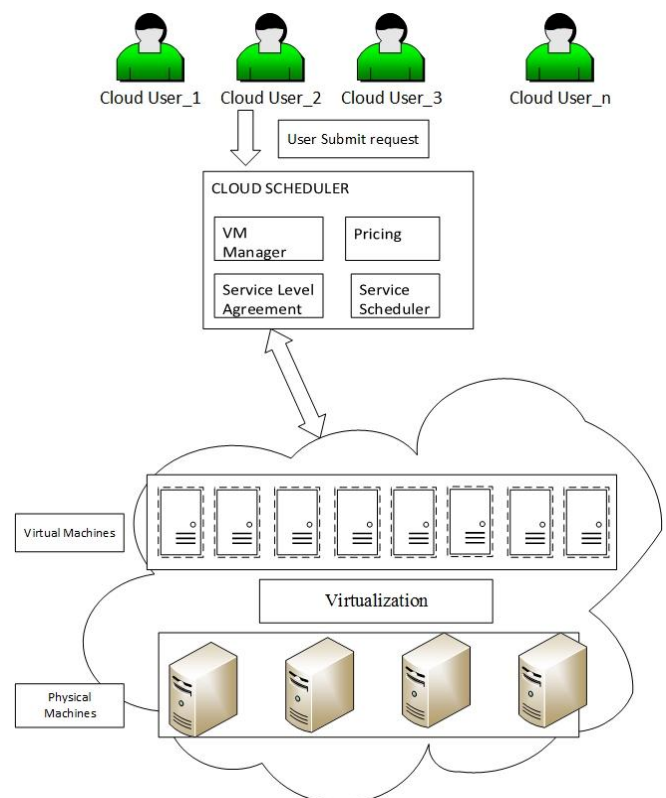 Cloud User_1
Cloud User_2
Cloud User_3
Cloud User_n
User Submit request
CLOUD SCHEDULER
VM
Manager
Pricing
Service Level
Agreement
Service
Scheduler
Virtual Machines
Virtualization
Physical
Machines